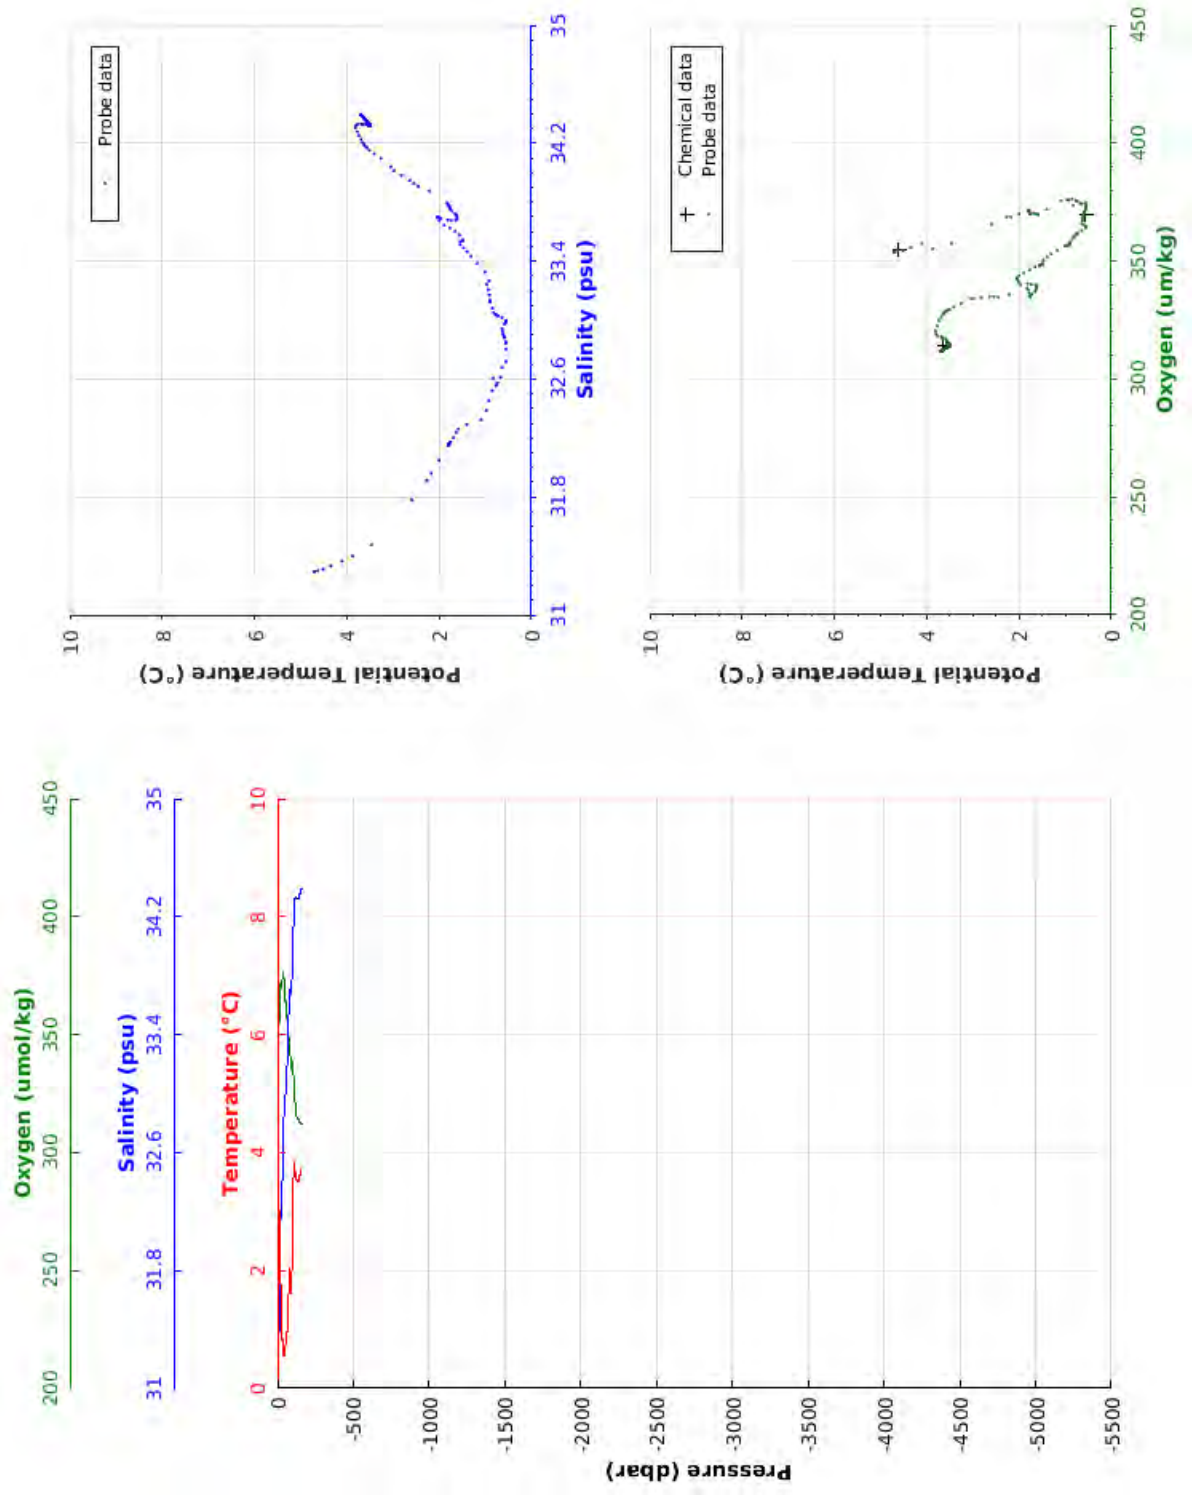 Oxygen (umol/kg)
200 250 300 350 400 450
Salinity (psu)
31 31.8 32.6 33.4 34.2 35
Temperature (°C)
0 2 4 6 8 10
Pressure (dbar)
0
-500
-1000
-1500
-2000
-2500
-3000
-3500
-4000
-4500
-5000
-5500
Probe data
Potential Temperature (°C)
10
8
6
4
2
0
31 31.8 32.6 33.4 34.2 35
Salinity (psu)
Chemical data
Probe data
Potential Temperature (°C)
10
8
6
4
2
0
200 250 300 350 400 450
Oxygen (um/kg)